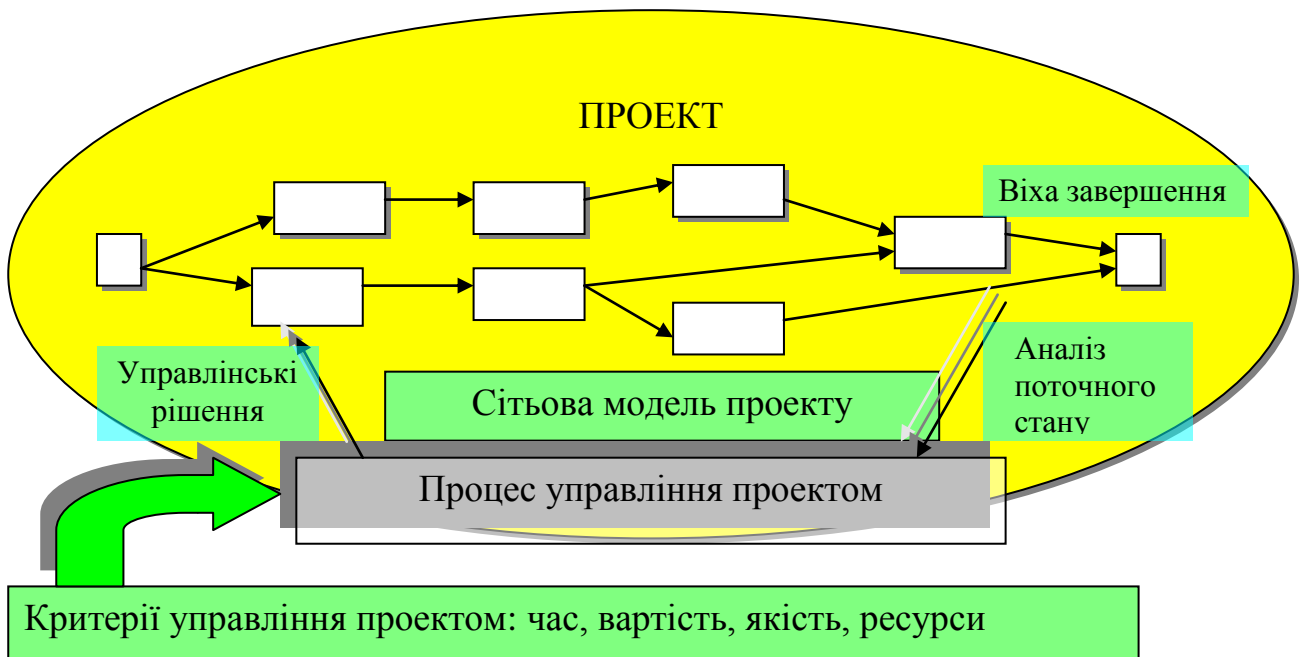 ПРОЕКТ
Віха завершення
Управлінські
рішення
Сітьова модель проекту
Аналіз
поточного
стану
Процес управління проектом
Критерії управління проектом: час, вартість, якість, ресурси